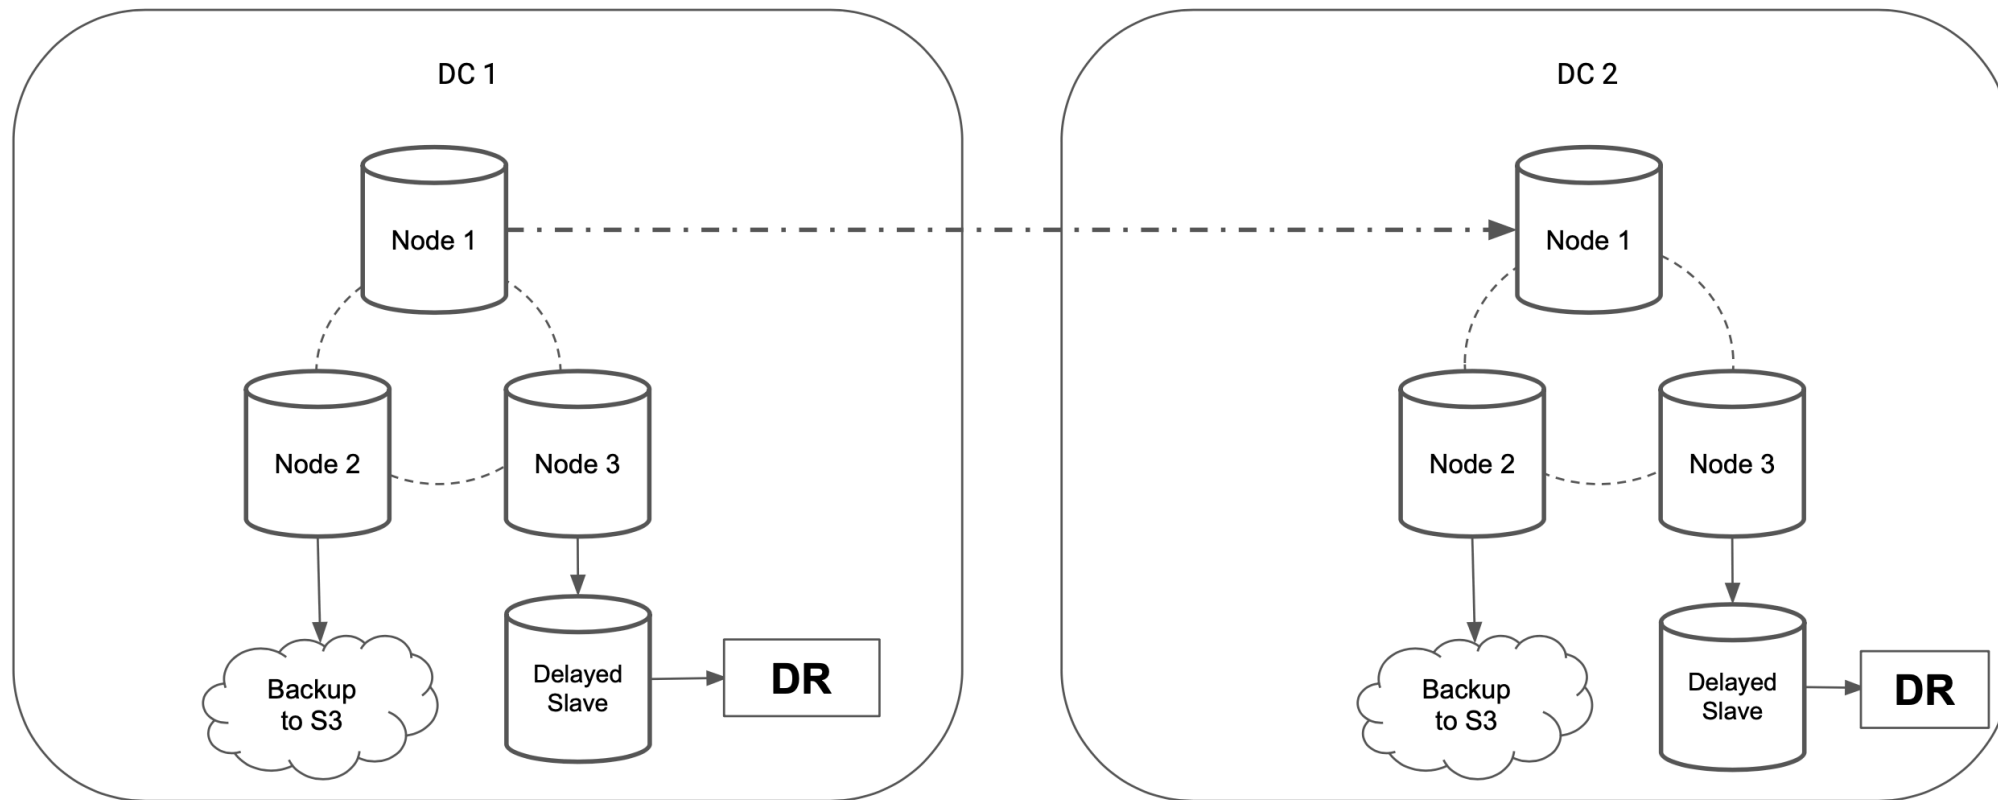 DC 1
Node 1
Node 2
Node 3
Backup
to S3
Delayed
Slave
DR
DC 2
Node 1
Node 2
Node 3
Backup
to S3
Delayed
Slave
DR